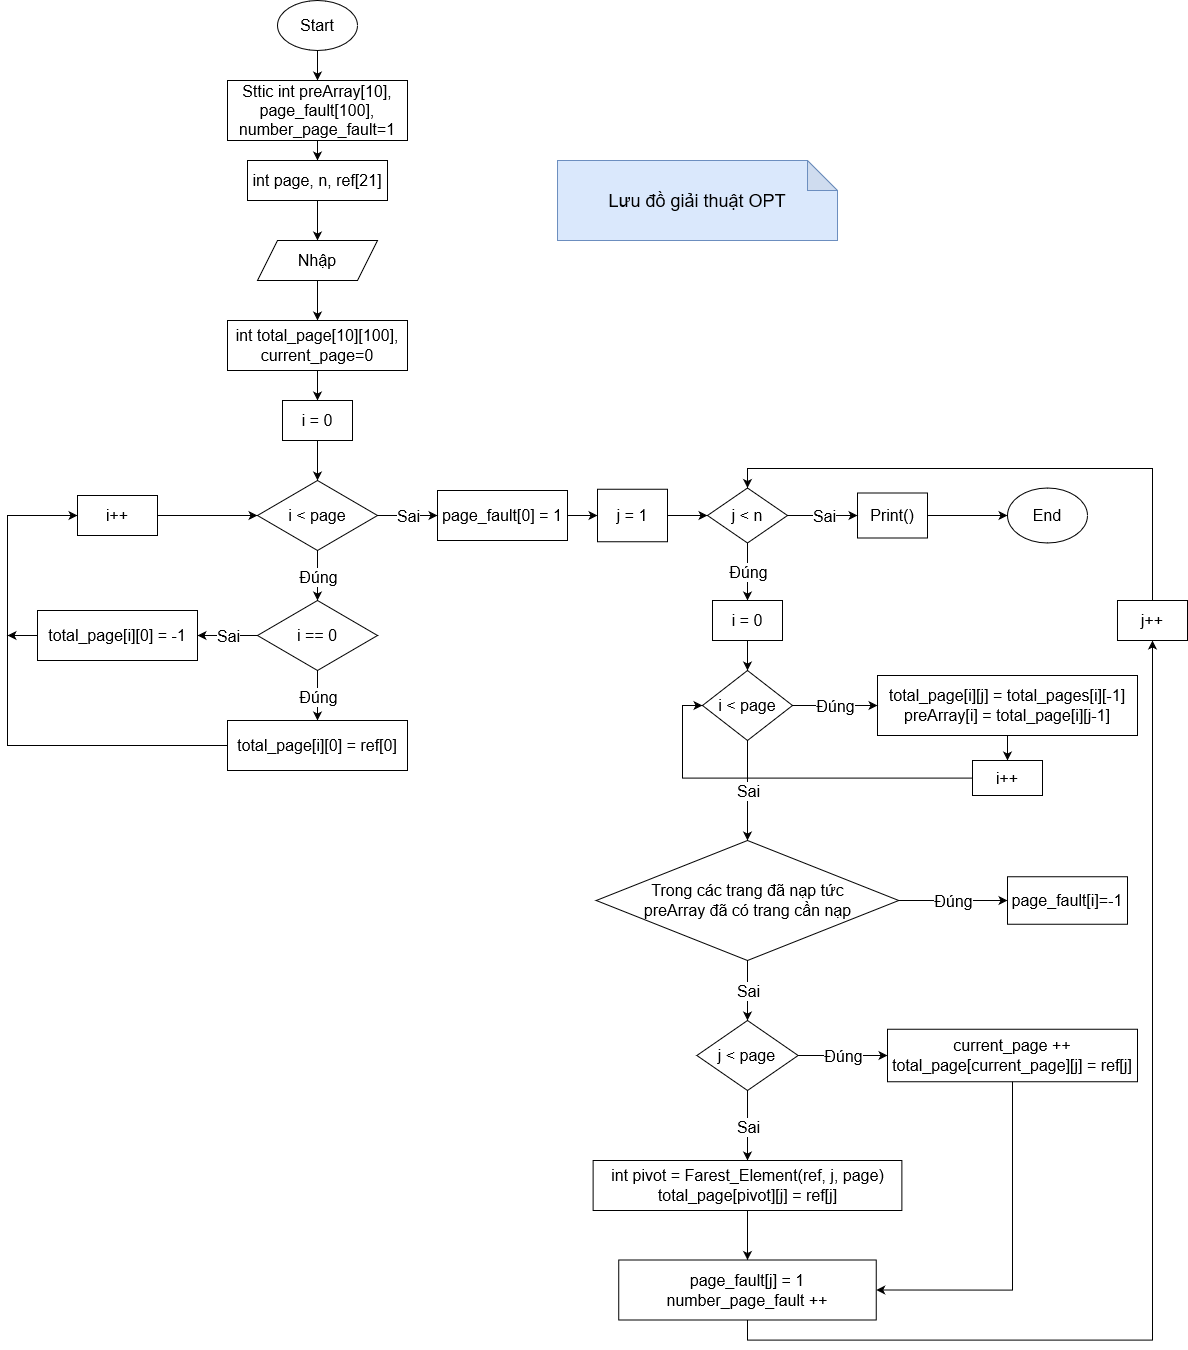 Start
Sttic int preArray[10],
page_fault[100],
number_page_fault=1
int page, n, ref[21]
Lưu đồ giải thuật OPT
Nhập
int total_page[10][100],
current_page=0
i = 0
i++
i < page
Sai
page_fault[0] = 1
j = 1
j < n
Sai
Print()
End
Đúng
Đúng
total_page[i][0] = -1
Sai
i == 0
i = 0
j++
Đúng
total_page[i][0] = ref[0]
i < page
Đúng
total_page[i][j] = total_pages[i][-1]
preArray[i] = total_page[i][j-1]
i++
Sai
Trong các trang đã nạp tức
preArray đã có trang cần nạp
Đúng
page_fault[i]=-1
Sai
j < page
Đúng
current_page ++
total_page[current_page][j] = ref[j]
Sai
int pivot = Farest_Element(ref, j, page)
total_page[pivot][j] = ref[j]
page_fault[j] = 1
number_page_fault ++